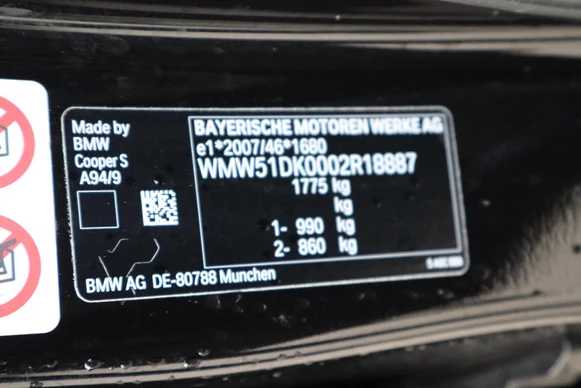 Made by
BMW
Cooper S
A94/9
BAYERISCHE MOTOREN WERKE AG
e1*2007/46*1680
WMW51DK0002R18887
1775 kg
kg
1- 990 kg
2- 860 kg
BMW AG DE-80788 Munchen